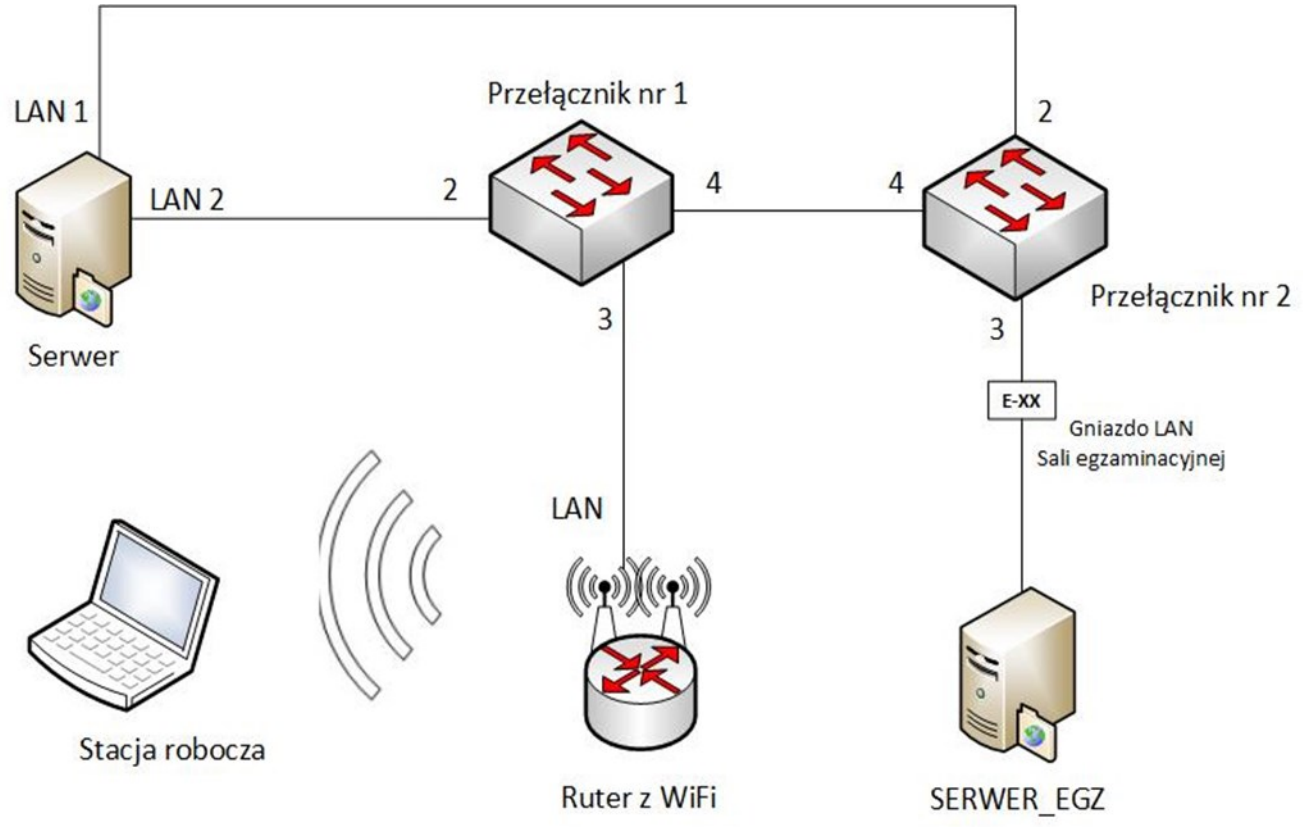 Przełącznik nr 1
LAN 1
2
LAN 2
2
4
4
Przełącznik nr 2
3
3
Serwer
E-XX
Gniazdo LAN
Sali egzaminacyjnej
LAN
Stacja robocza
Ruter z WiFi
SERWER_EGZ